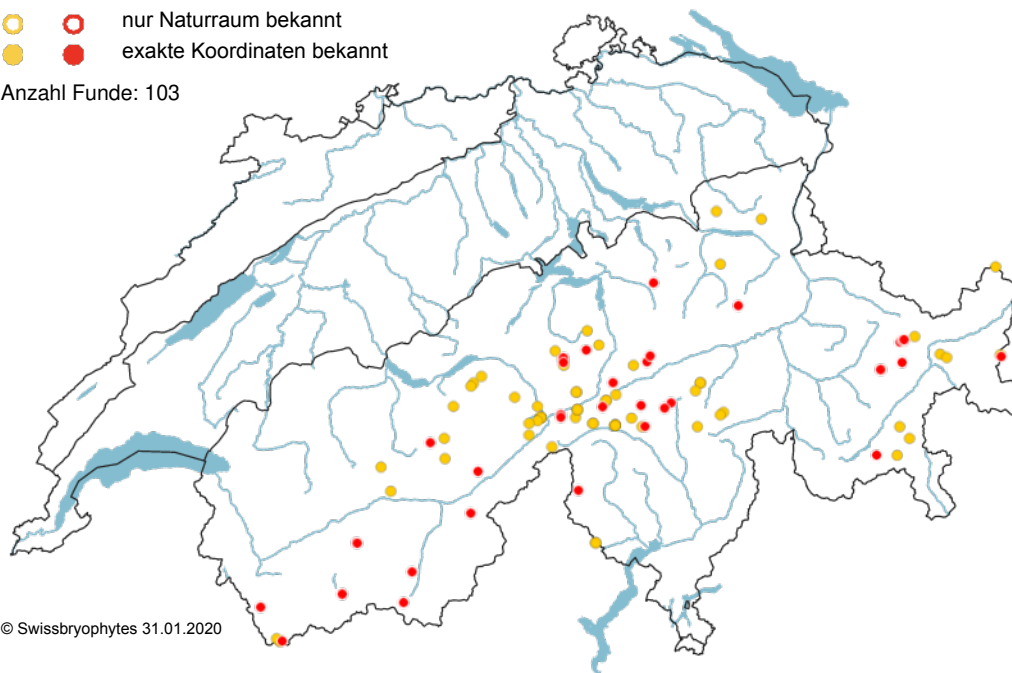 nur Naturraum bekannt
exakte Koordinaten bekannt
Anzahl Funde: 103
© Swissbryophytes 31.01.2020